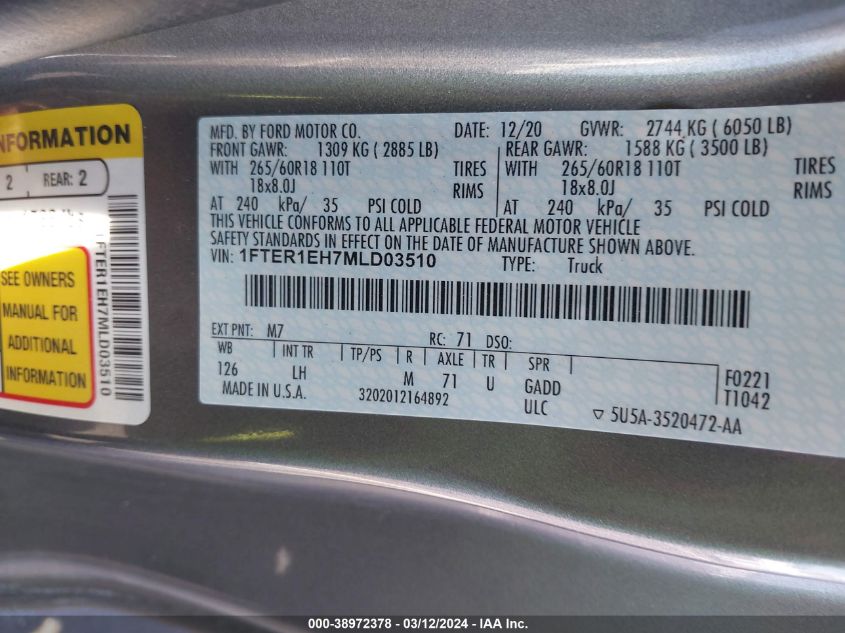 INFORMATION
2 REAR: 2
SEE OWNERS
MANUAL FOR
ADDITIONAL
INFORMATION
1FTER1EH7MLD03510
MFD. BY FORD MOTOR CO. DATE: 12/20 GVWR: 2744 KG ( 6050 LB)
FRONT GAWR: 1309 KG ( 2885 LB) REAR GAWR: 1588 KG ( 3500 LB)
WITH 265/60R18 110T TIRES WITH 265/60R18 110T TIRES
18x8.0J RIMS 18x8.0J RIMS
AT 240 kPa/ 35 PSI COLD AT 240 kPa/ 35 PSI COLD
THIS VEHICLE CONFORMS TO ALL APPLICABLE FEDERAL MOTOR VEHICLE
SAFETY STANDARDS IN EFFECT ON THE DATE OF MANUFACTURE SHOWN ABOVE.
VIN: 1FTER1EH7MLD03510 TYPE: Truck
EXT PNT: M7 RC: 71 DSO:
WB INT TR TP/PS R AXLE TR SPR
126 LH M 71 U GADD F0221
MADE IN U.S.A. 3202012164892 ULC T1042
5U5A-3520472-AA
000-38972378 - 03/12/2024 - IAA Inc.